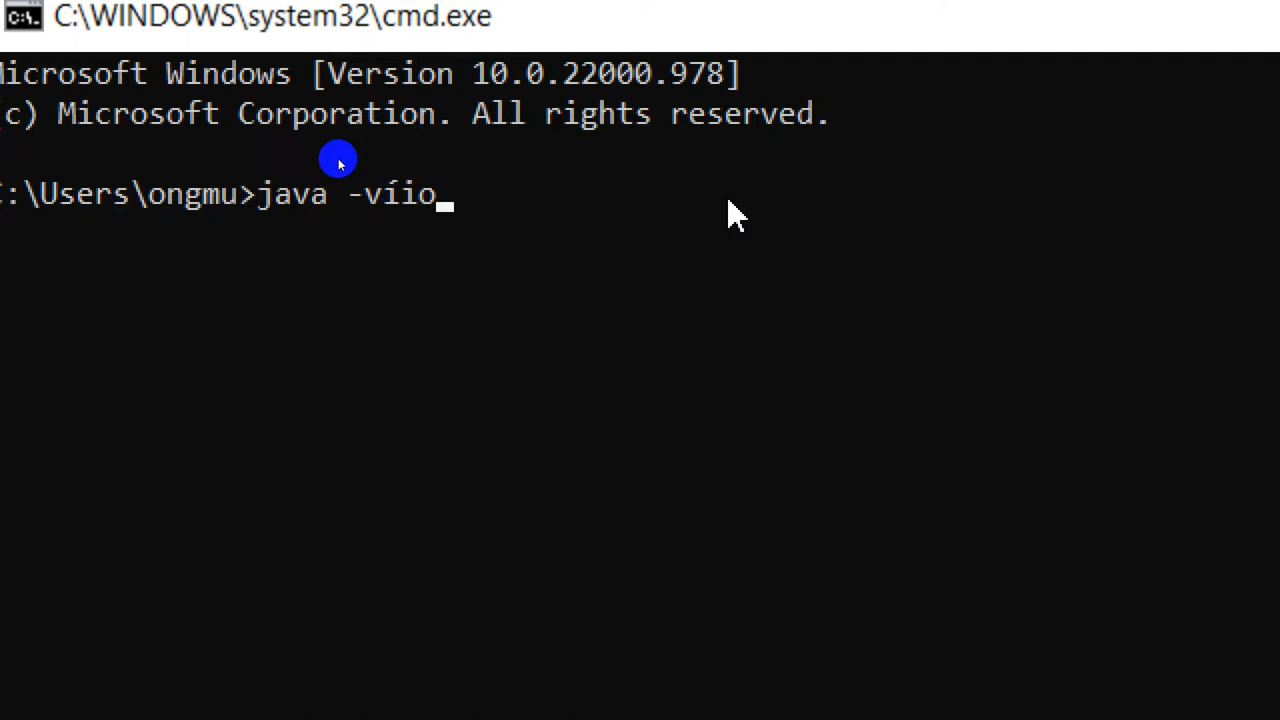 C:\WINDOWS\system32\cmd.exe
Microsoft Windows [Version 10.0.22000.978]
(c) Microsoft Corporation. All rights reserved.
C:\Users\ongmu>java -víio